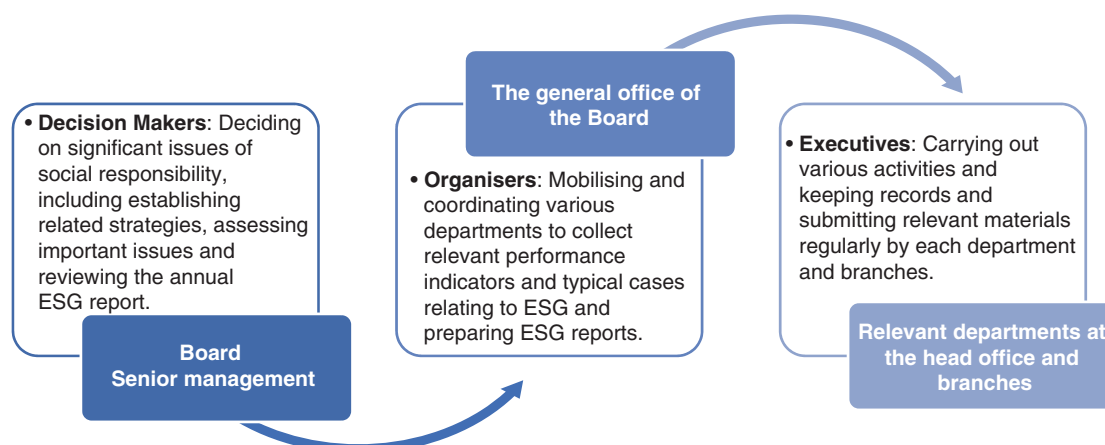 • Decision Makers: Deciding
on significant issues of
social responsibility,
including establishing
related strategies, assessing
important issues and
reviewing the annual
ESG report.
Board
Senior management
The general office of
the Board
• Organisers: Mobilising and
coordinating various
departments to collect
relevant performance
indicators and typical cases
relating to ESG and
preparing ESG reports.
• Executives: Carrying out
various activities and
keeping records and
submitting relevant materials
regularly by each department
and branches.
Relevant departments at
the head office and
branches